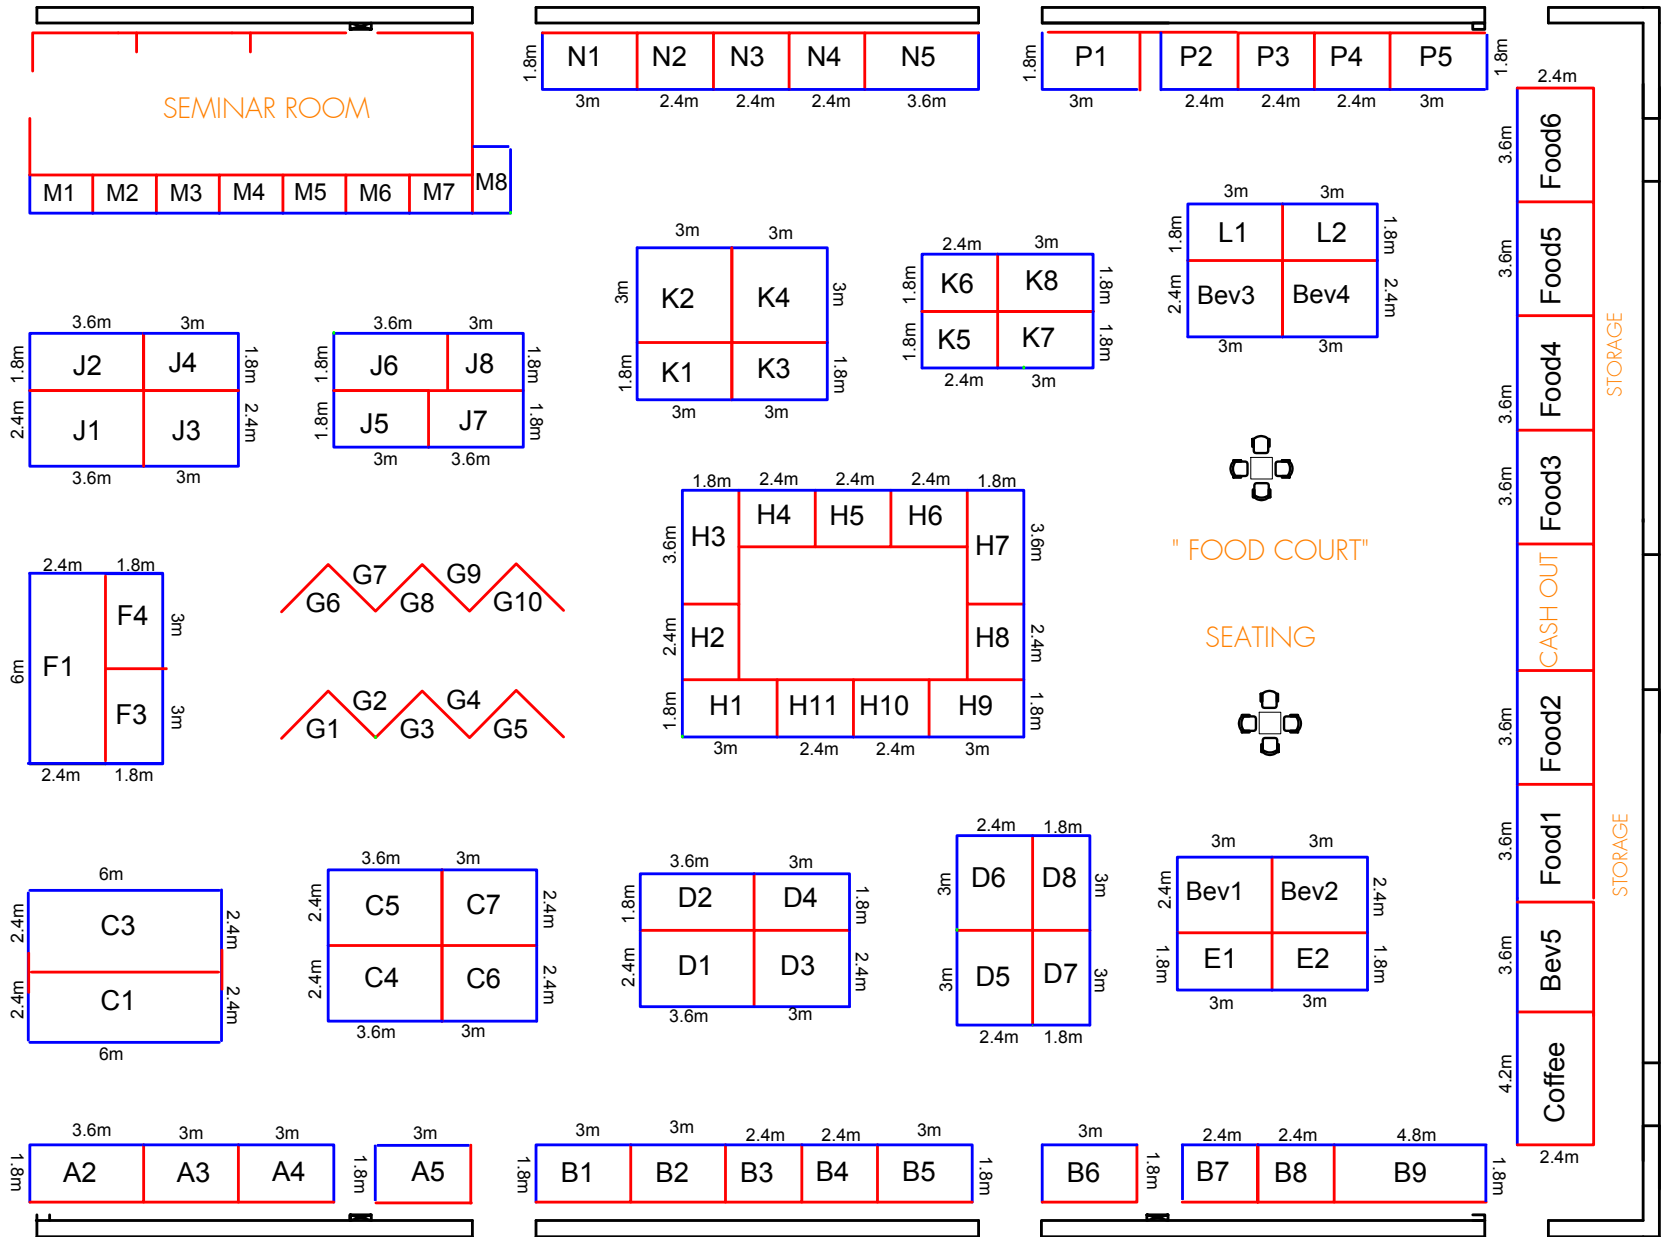 N1 N2 N3 N4 N5
1.8m
3m 2.4m 2.4m 2.4m 3.6m
P1 P2 P3 P4 P5
1.8m 1.8m
3m 2.4m 2.4m 2.4m 3m
SEMINAR ROOM
M1 M2 M3 M4 M5 M6 M7 M8
2.4m
3.6m Food6
3.6m Food5
3.6m Food4
3.6m Food3
CASH OUT
3.6m Food2
3.6m Food1
3.6m Bev5
4.2m Coffee
2.4m
STORAGE
STORAGE
3m 3m
1.8m L1 L2 1.8m
2.4m Bev3 Bev4 2.4m
3m 3m
3m 3m
3m K2 K4 3m
1.8m K1 K3 1.8m
3m 3m
2.4m 3m
1.8m K6 K8 1.8m
1.8m K5 K7 1.8m
2.4m 3m
3.6m 3m
1.8m J2 J4 1.8m
2.4m J1 J3 2.4m
3.6m 3m
3.6m 3m
1.8m J6 J8 1.8m
1.8m J5 J7 1.8m
3m 3.6m
1.8m 2.4m 2.4m 2.4m 1.8m
3.6m H3 H4 H5 H6 H7 3.6m
2.4m H2 H8 2.4m
1.8m H1 H11 H10 H9 1.8m
3m 2.4m 2.4m 3m
" FOOD COURT"
SEATING
2.4m 1.8m
6m F1 F4 3m
F3 3m
2.4m 1.8m
G7 G9
G6 G8 G10
G2 G4
G1 G3 G5
6m
2.4m C3 2.4m
2.4m C1 2.4m
6m
3.6m 3m
2.4m C5 C7 2.4m
2.4m C4 C6 2.4m
3.6m 3m
3.6m 3m
1.8m D2 D4 1.8m
2.4m D1 D3 2.4m
3.6m 3m
2.4m 1.8m
3m D6 D8 3m
3m D5 D7 3m
2.4m 1.8m
3m 3m
2.4m Bev1 Bev2 2.4m
1.8m E1 E2 1.8m
3m 3m
3.6m 3m 3m 3m
1.8m A2 A3 A4 1.8m A5
3m 3m 2.4m 2.4m 3m
1.8m B1 B2 B3 B4 B5 1.8m
3m 2.4m 2.4m 4.8m
B6 1.8m B7 B8 B9 1.8m